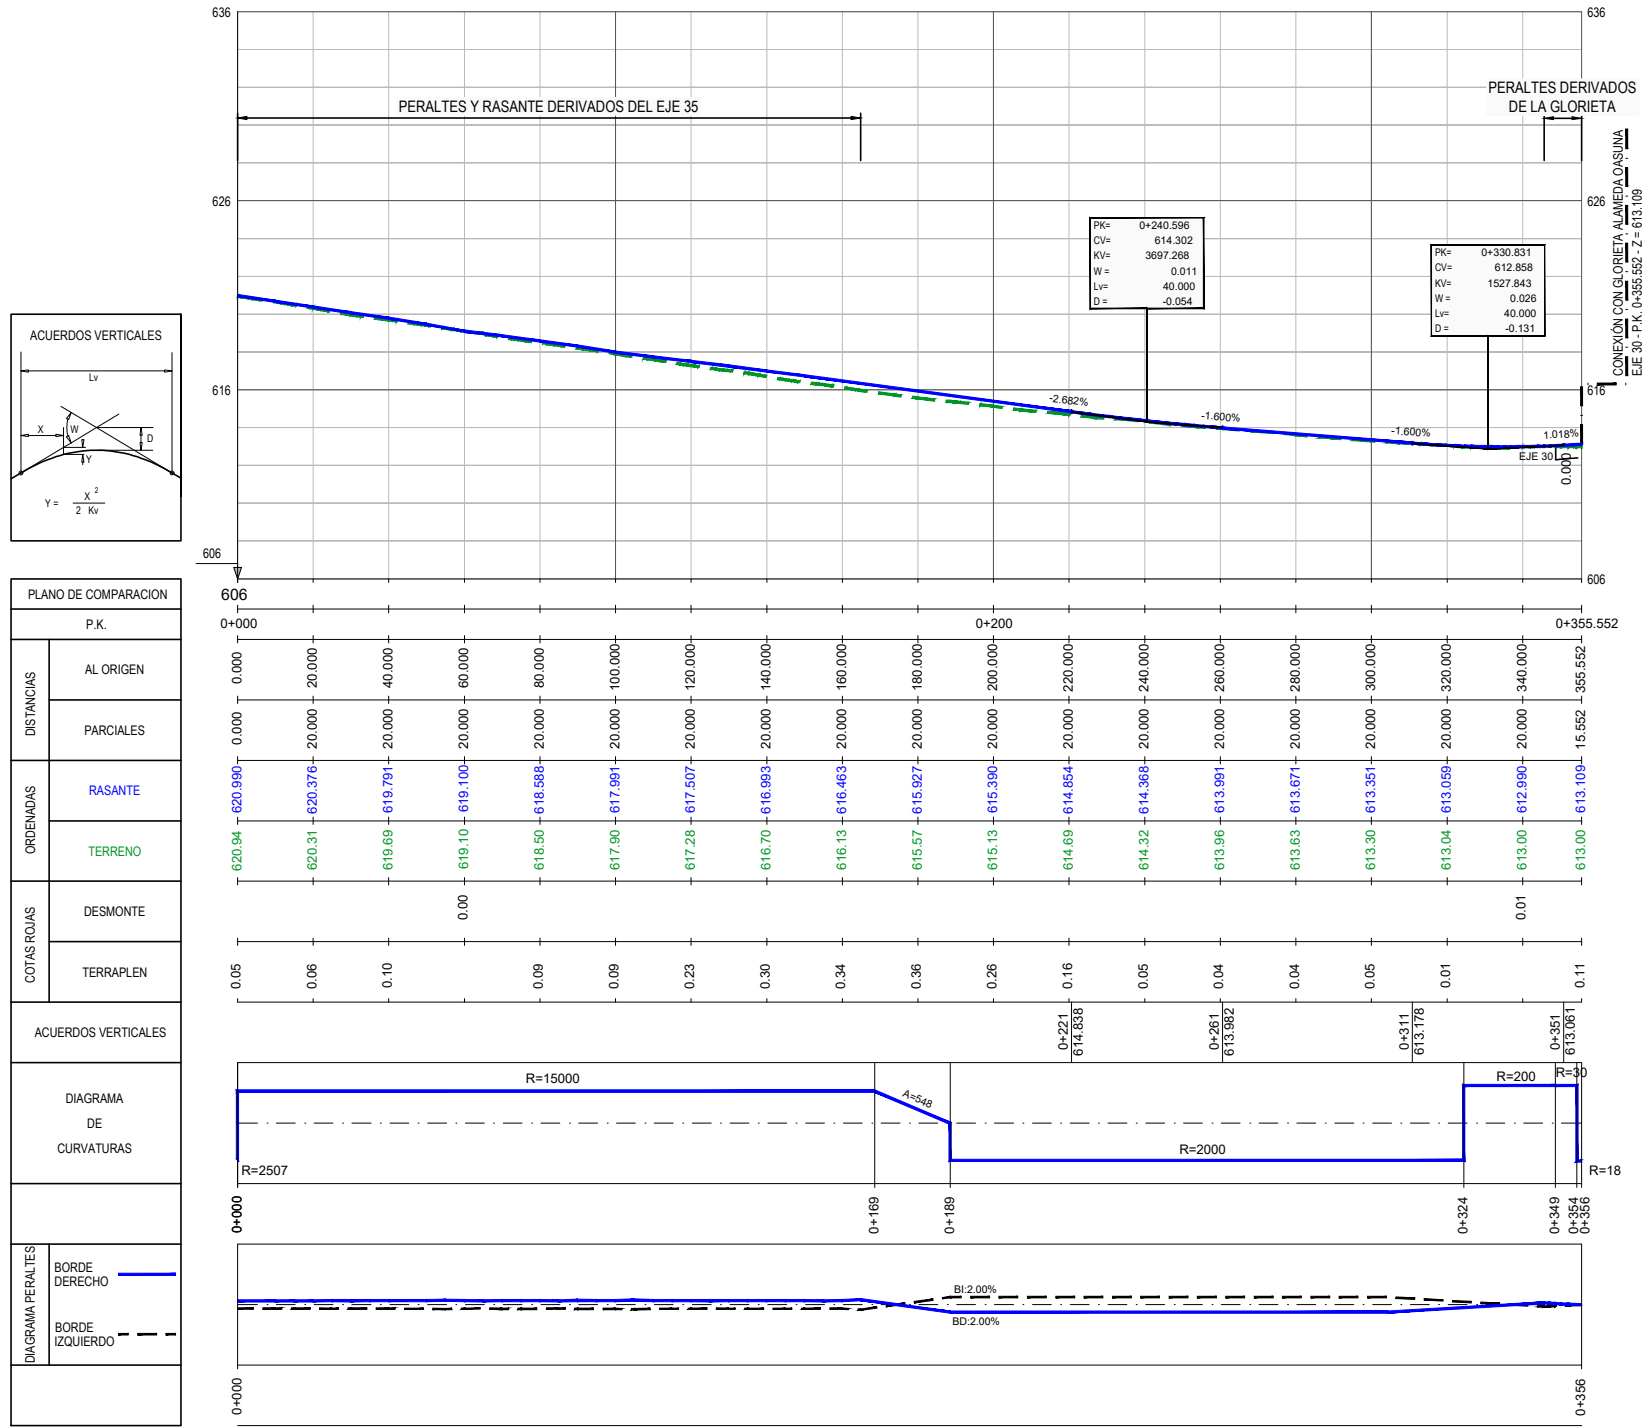 636
626
616
606
636
626
616
606
PERALTES Y RASANTE DERIVADOS DEL EJE 35
PERALTES DERIVADOS
DE LA GLORIETA
CONEXIÓN CON GLORIETA ALAMEDA OASUNA
EJE 30 - P.K. 0+355.552 - Z = 613.109
PK= 0+240.596
CV= 614.302
KV= 3697.268
W = 0.011
Lv= 40.000
D = -0.054
PK= 0+330.831
CV= 612.858
KV= 1527.843
W = 0.026
Lv= 40.000
D = -0.131
-2.682%
-1.600%
-1.600%
1.018%
EJE 30
0.000
ACUERDOS VERTICALES
Lv
X
W
D
Y
Y = X 2
2 Kv
PLANO DE COMPARACION
606
P.K.
0+000
0+200
0+355.552
DISTANCIAS
AL ORIGEN
0.000 20.000 40.000 60.000 80.000 100.000 120.000 140.000 160.000 180.000 200.000 220.000 240.000 260.000 280.000 300.000 320.000 340.000 355.552
PARCIALES
0.000 20.000 20.000 20.000 20.000 20.000 20.000 20.000 20.000 20.000 20.000 20.000 20.000 20.000 20.000 20.000 20.000 20.000 15.552
ORDENADAS
RASANTE
620.990 620.376 619.791 619.100 618.588 617.991 617.507 616.993 616.463 615.927 615.390 614.854 614.368 613.991 613.671 613.351 613.059 612.990 613.109
TERRENO
620.94 620.31 619.69 619.10 618.50 617.90 617.28 616.70 616.13 615.57 615.13 614.69 614.32 613.96 613.63 613.30 613.04 613.00 613.00
COTAS ROJAS
DESMONTE
0.00 0.01
TERRAPLEN
0.05 0.06 0.10 0.09 0.09 0.23 0.30 0.34 0.36 0.26 0.16 0.05 0.04 0.04 0.05 0.01 0.11
ACUERDOS VERTICALES
0+221
614.838
0+261
613.982
0+311
613.178
0+351
613.061
DIAGRAMA
DE
CURVATURAS
R=2507
R=15000
A=548
R=2000
R=200
R=30
R=18
0+000
0+169
0+189
0+324
0+349
0+354
0+356
DIAGRAMA PERALTES
BORDE
DERECHO
BORDE
IZQUIERDO
BI:2.00%
BD:2.00%
0+000
0+356